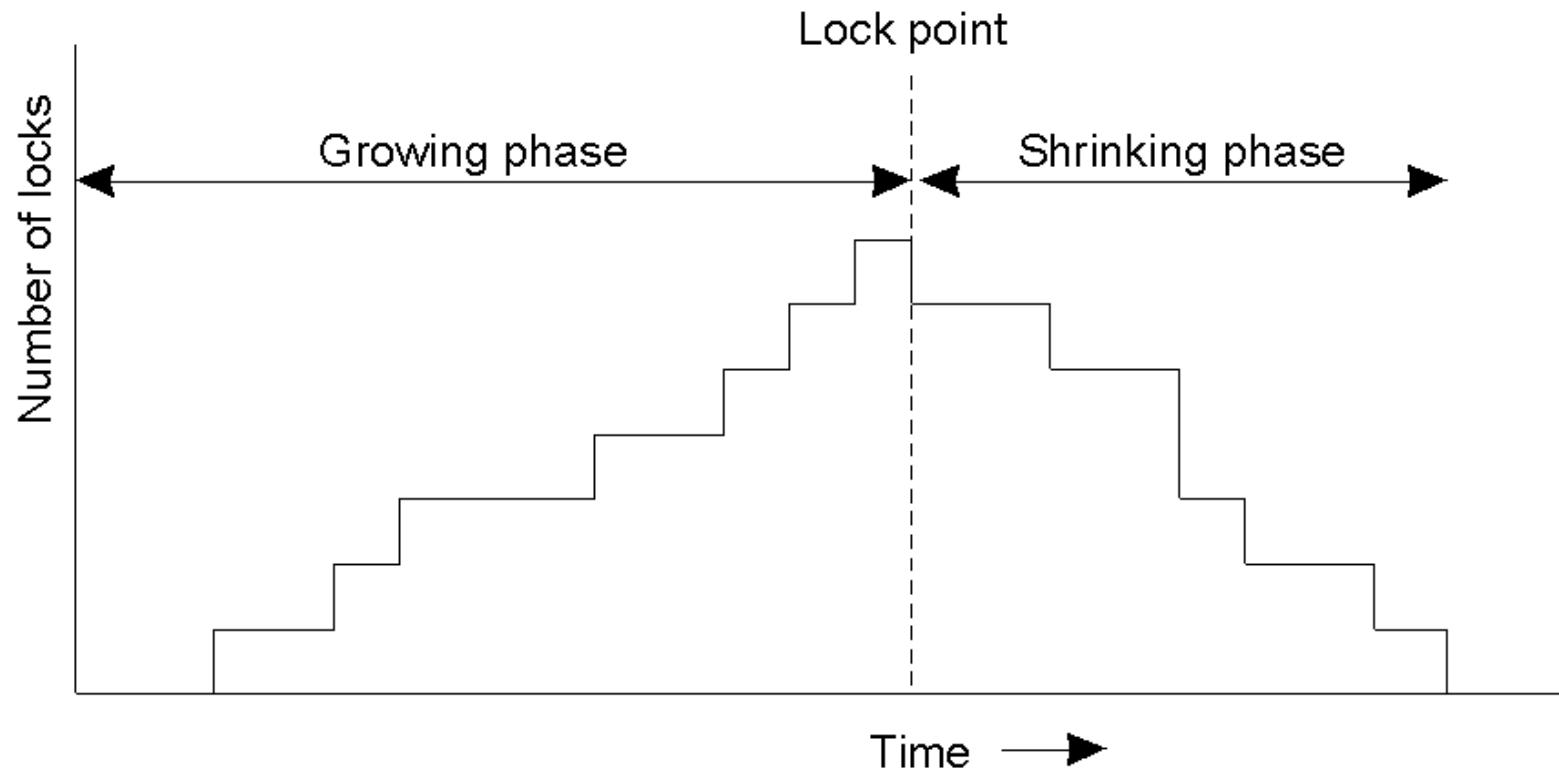 Lock point
Number of locks
Growing phase
Shrinking phase
Time